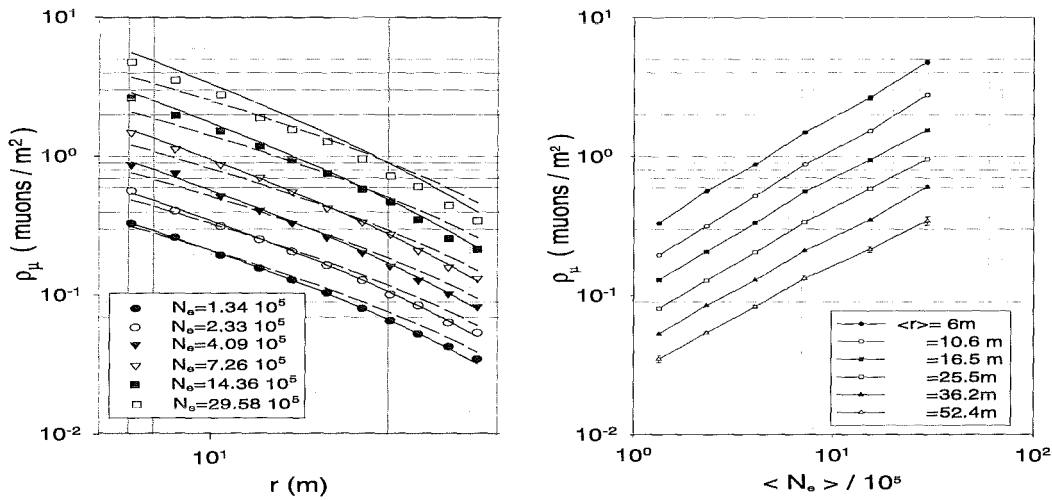 10¹
10⁰
10⁻¹
10⁻²
ρμ ( muons / m² )
Nₑ=1.34 10⁵
Nₑ=2.33 10⁵
Nₑ=4.09 10⁵
Nₑ=7.26 10⁵
Nₑ=14.36 10⁵
Nₑ=29.58 10⁵
10¹
r (m)
10¹
10⁰
10⁻¹
10⁻²
ρμ ( muons / m² )
<r>= 6m
=10.6 m
=16.5 m
=25.5m
=36.2m
=52.4m
10⁰
10¹
10²
< Nₑ > / 10⁵